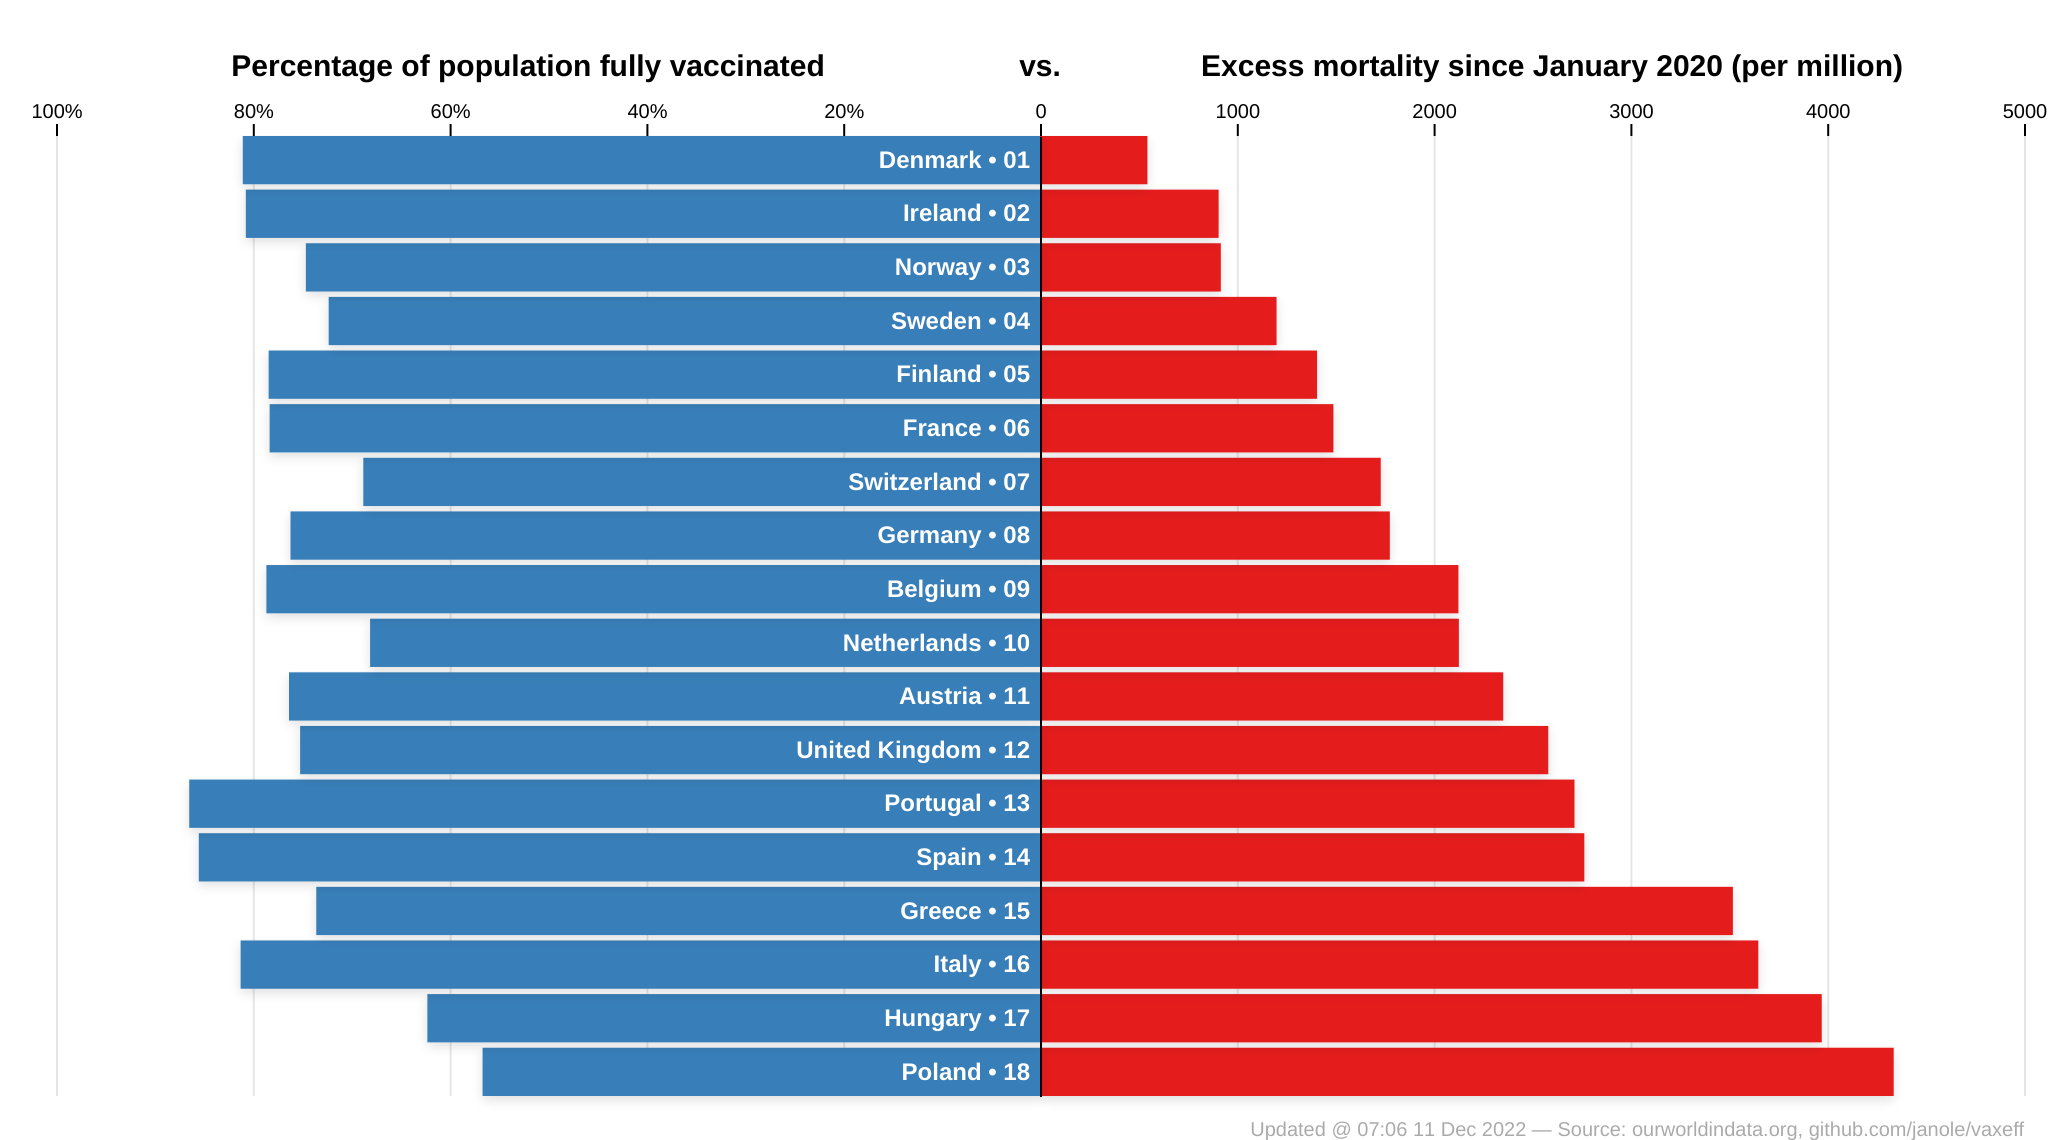 Percentage of population fully vaccinated vs. Excess mortality since January 2020 (per million)
100% 80% 60% 40% 20% 0 1000 2000 3000 4000 5000
Denmark • 01
Ireland • 02
Norway • 03
Sweden • 04
Finland • 05
France • 06
Switzerland • 07
Germany • 08
Belgium • 09
Netherlands • 10
Austria • 11
United Kingdom • 12
Portugal • 13
Spain • 14
Greece • 15
Italy • 16
Hungary • 17
Poland • 18
Updated @ 07:06 11 Dec 2022 — Source: ourworldindata.org, github.com/janole/vaxeff